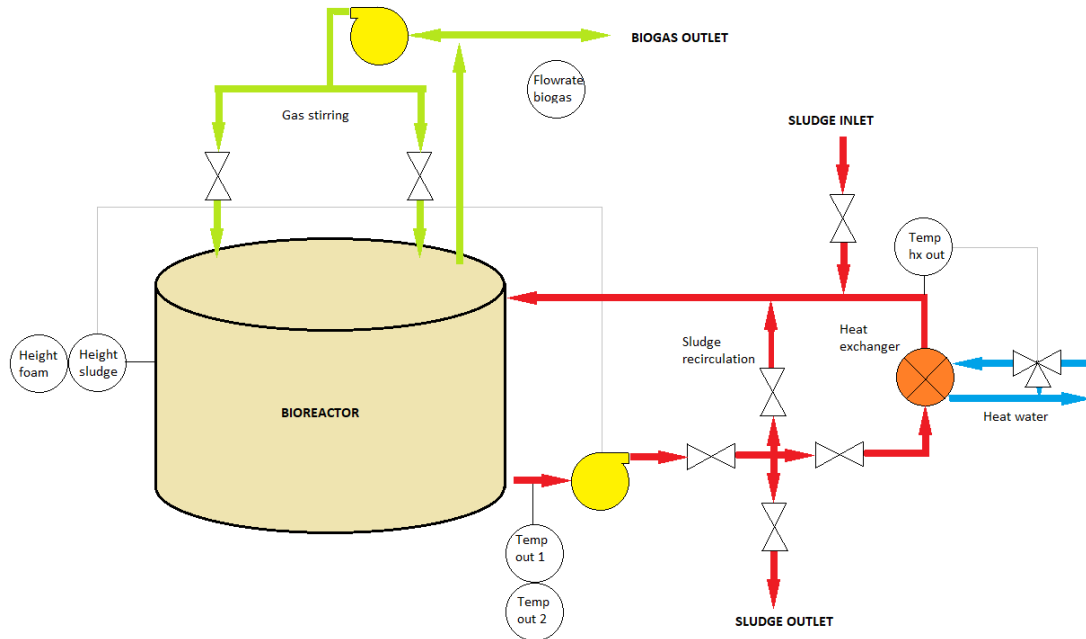 BIOGAS OUTLET
Flowrate
biogas
Gas stirring
SLUDGE INLET
Temp
hx out
Heat
exchanger
Sludge
recirculation
Height
foam
Height
sludge
BIOREACTOR
Heat water
Temp
out 1
Temp
out 2
SLUDGE OUTLET